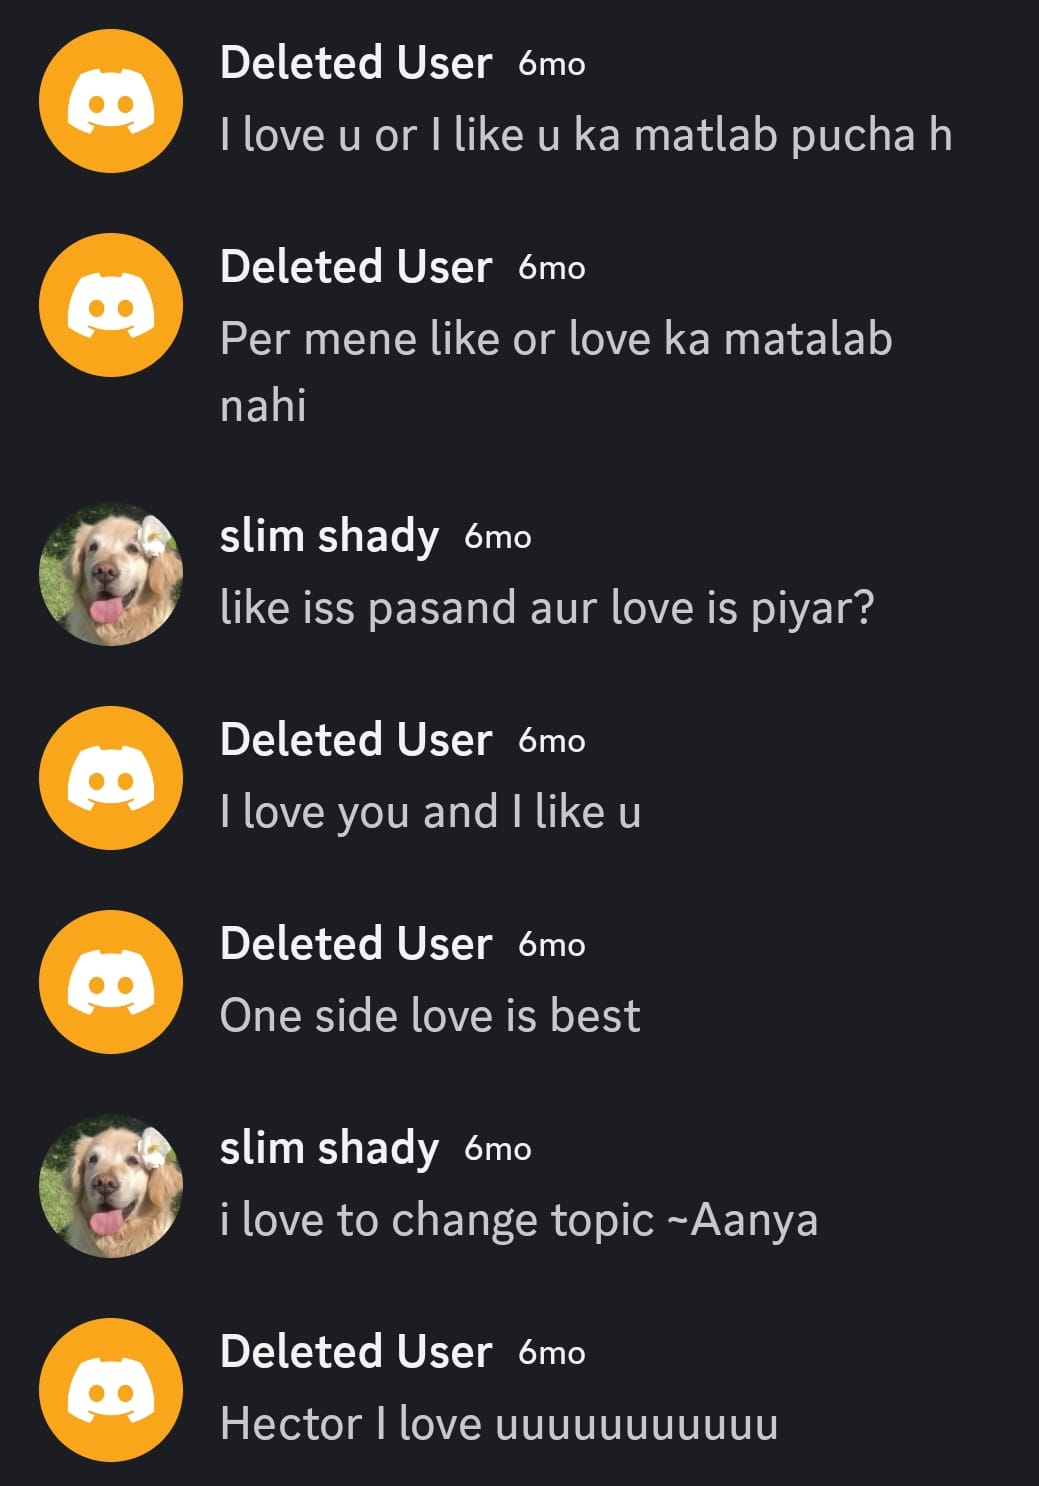 Deleted User 6mo
I love u or I like u ka matlab pucha h
Deleted User 6mo
Per mene like or love ka matalab
nahi
slim shady 6mo
like iss pasand aur love is piyar?
Deleted User 6mo
I love you and I like u
Deleted User 6mo
One side love is best
slim shady 6mo
i love to change topic ~Aanya
Deleted User 6mo
Hector I love uuuuuuuuuuu